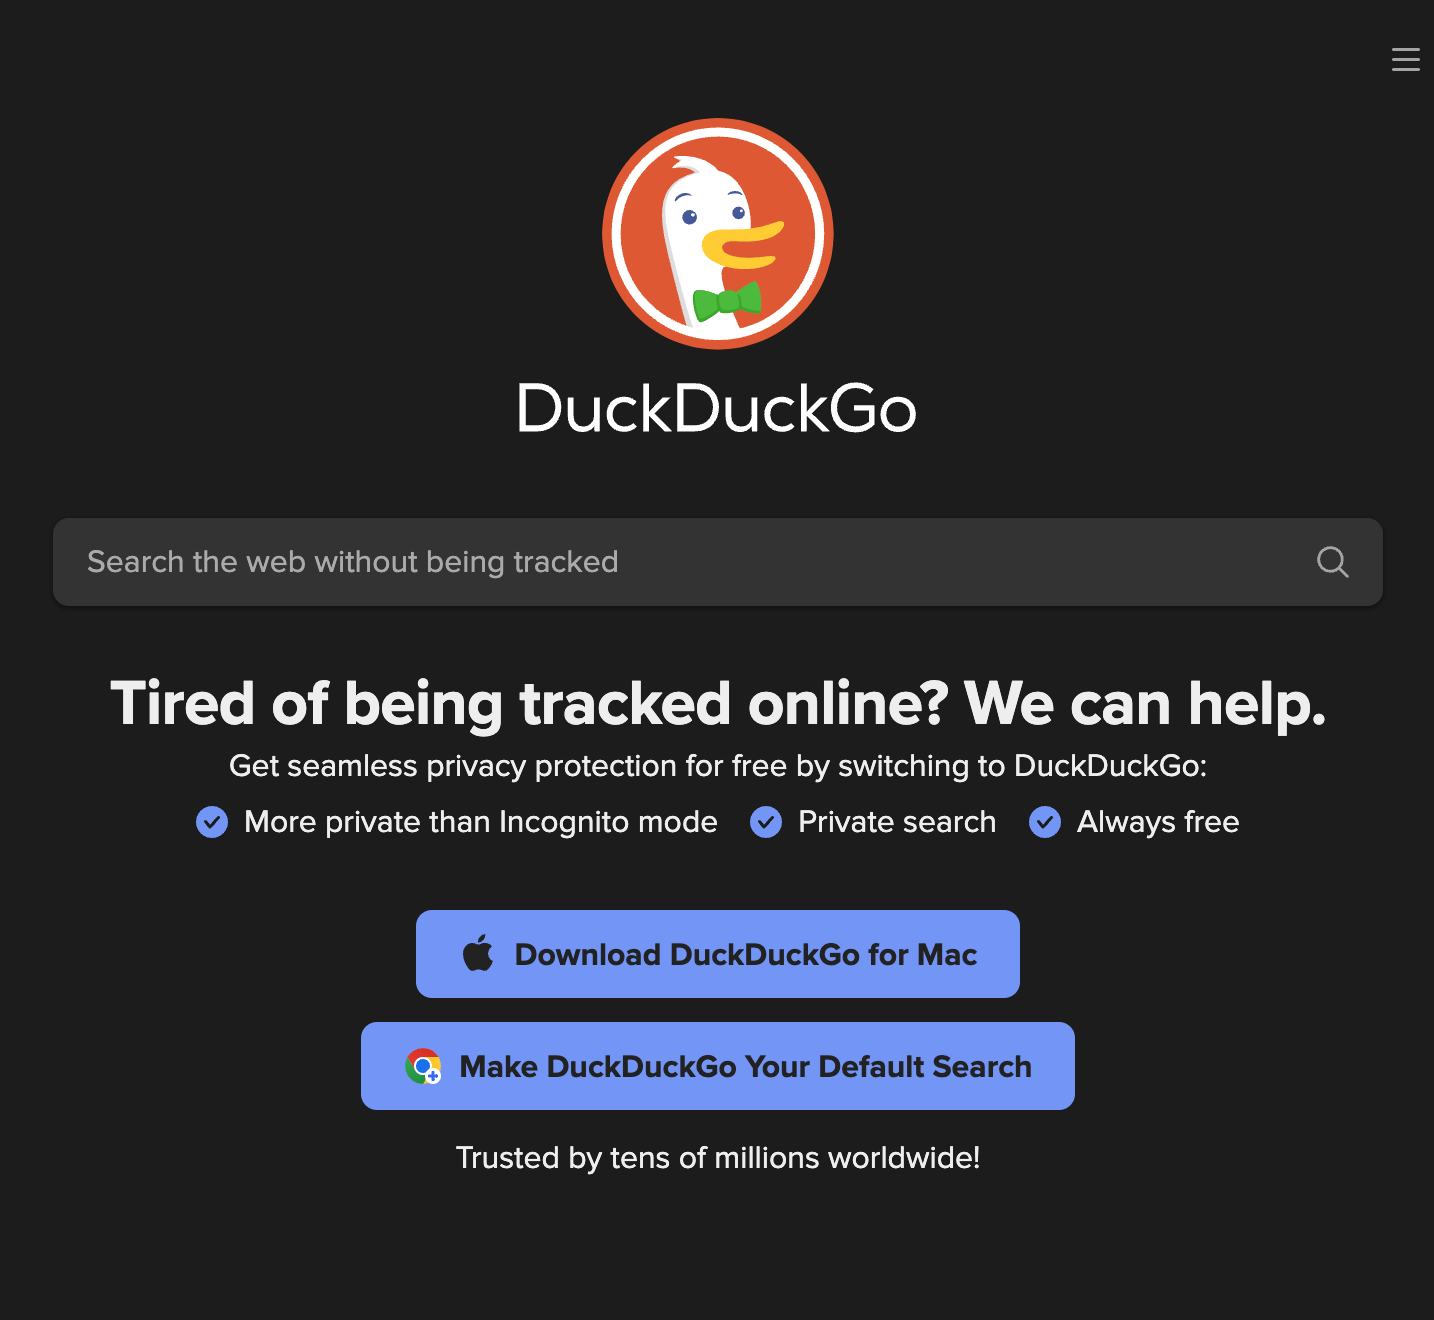 DuckDuckGo
Search the web without being tracked
Tired of being tracked online? We can help.
Get seamless privacy protection for free by switching to DuckDuckGo:
More private than Incognito mode Private search Always free
Download DuckDuckGo for Mac
Make DuckDuckGo Your Default Search
Trusted by tens of millions worldwide!